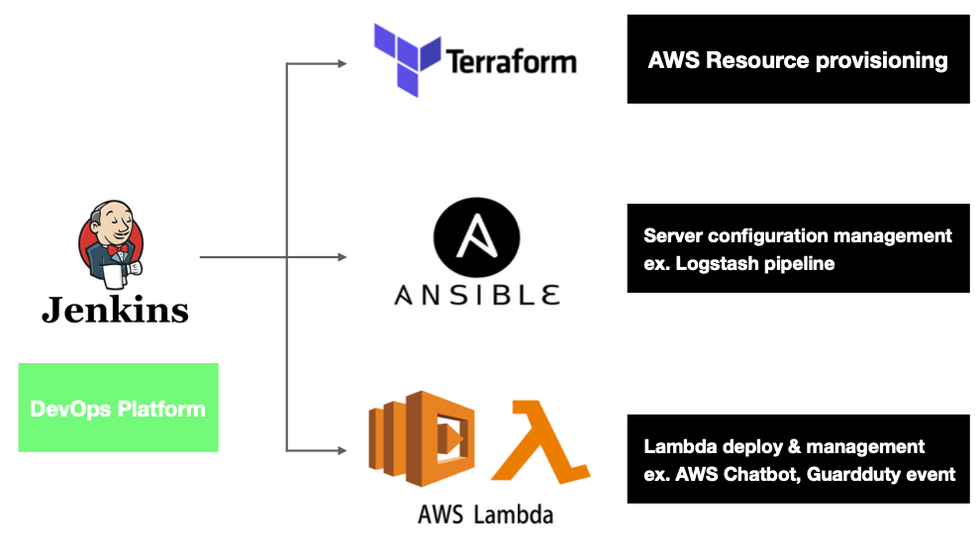 Terraform
AWS Resource provisioning
Jenkins
DevOps Platform
ANSIBLE
Server configuration management
ex. Logstash pipeline
AWS Lambda
Lambda deploy & management
ex. AWS Chatbot, Guardduty event